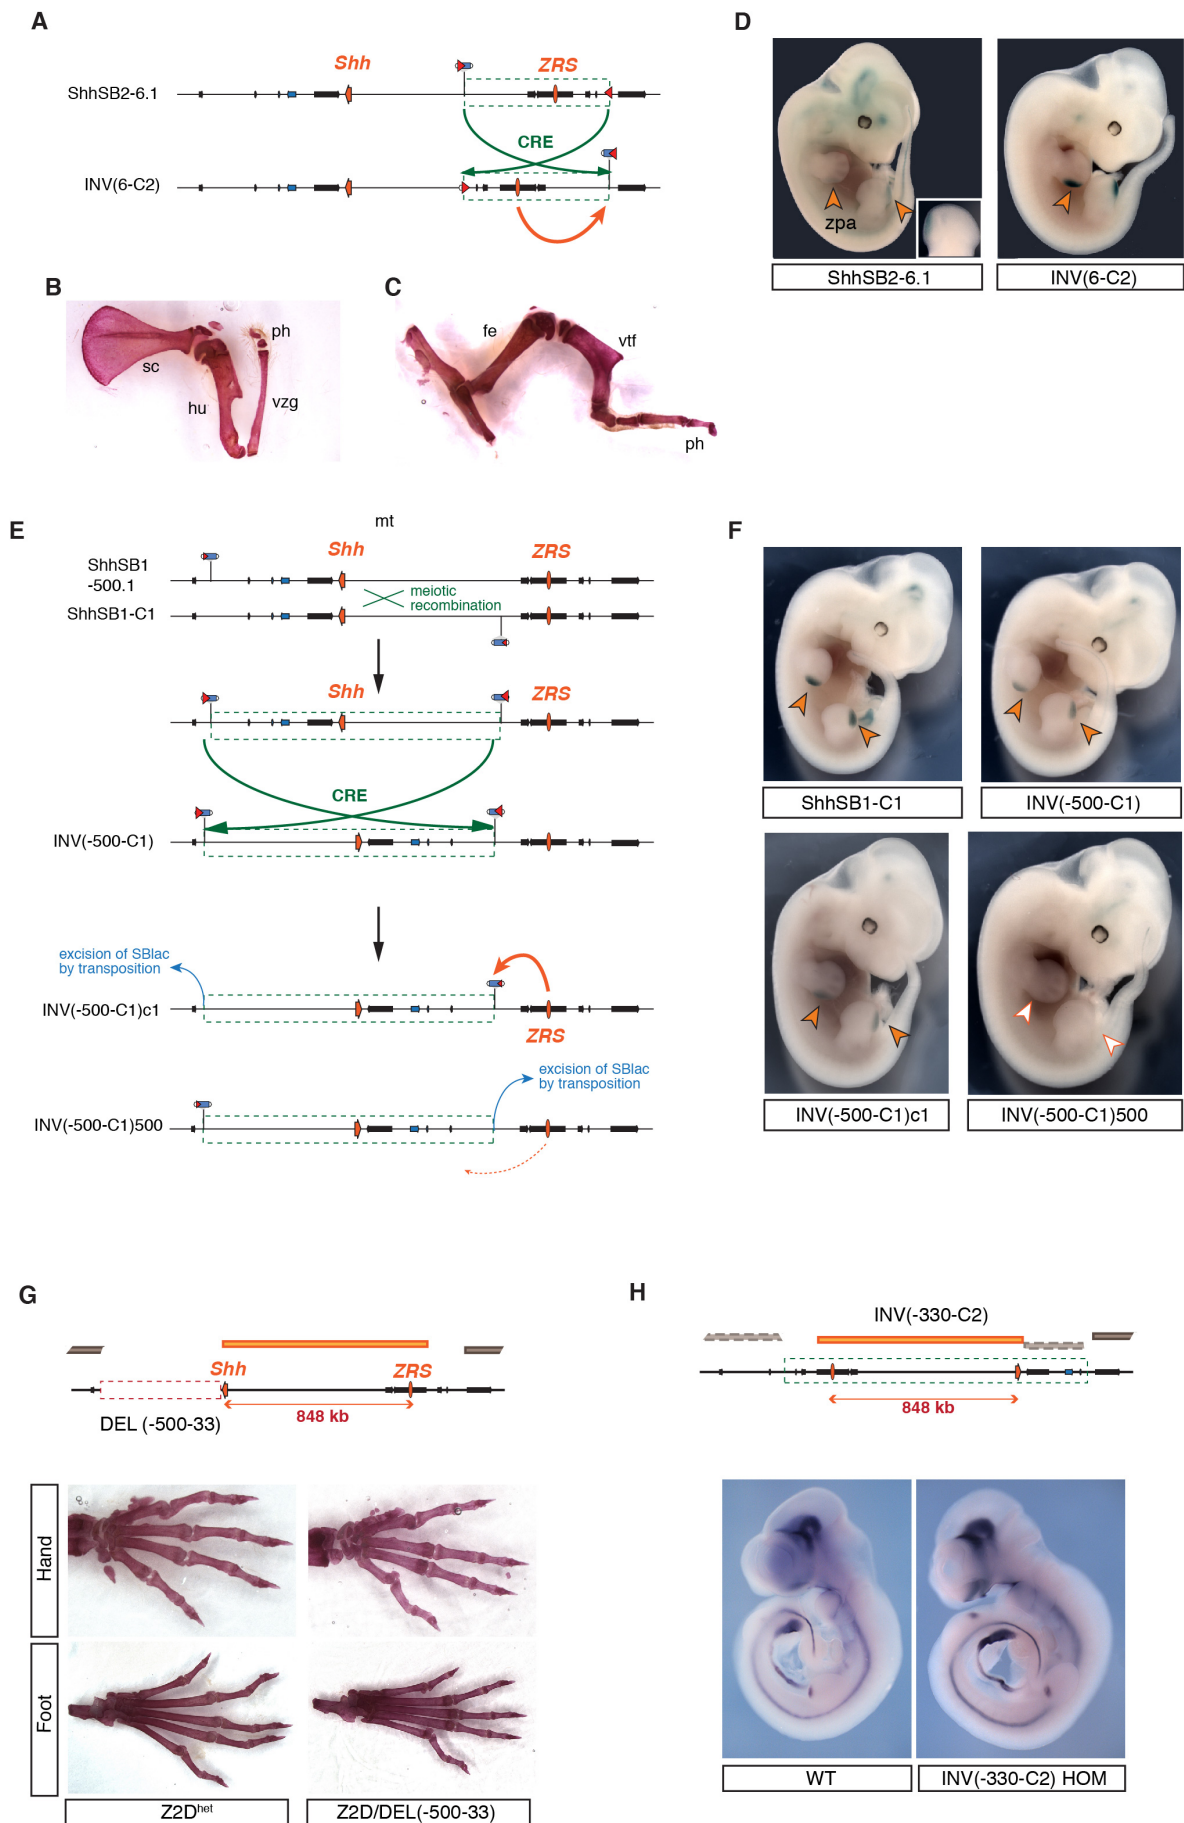 A
Shh
ZRS
ShhSB2-6.1
CRE
INV(6-C2)
D
zpa
ShhSB2-6.1
INV(6-C2)
B
sc
hu
ph
vzg
C
fe
vtf
ph
E
mt
ShhSB1
-500.1
Shh
ZRS
meiotic
recombination
ShhSB1-C1
Shh
ZRS
CRE
INV(-500-C1)
excision of SBlac
by transposition
INV(-500-C1)c1
ZRS
excision of SBlac
by transposition
INV(-500-C1)500
F
ShhSB1-C1
INV(-500-C1)
INV(-500-C1)c1
INV(-500-C1)500
G
Shh
ZRS
848 kb
DEL (-500-33)
Hand
Foot
Z2Dhet
Z2D/DEL(-500-33)
H
INV(-330-C2)
848 kb
WT
INV(-330-C2) HOM